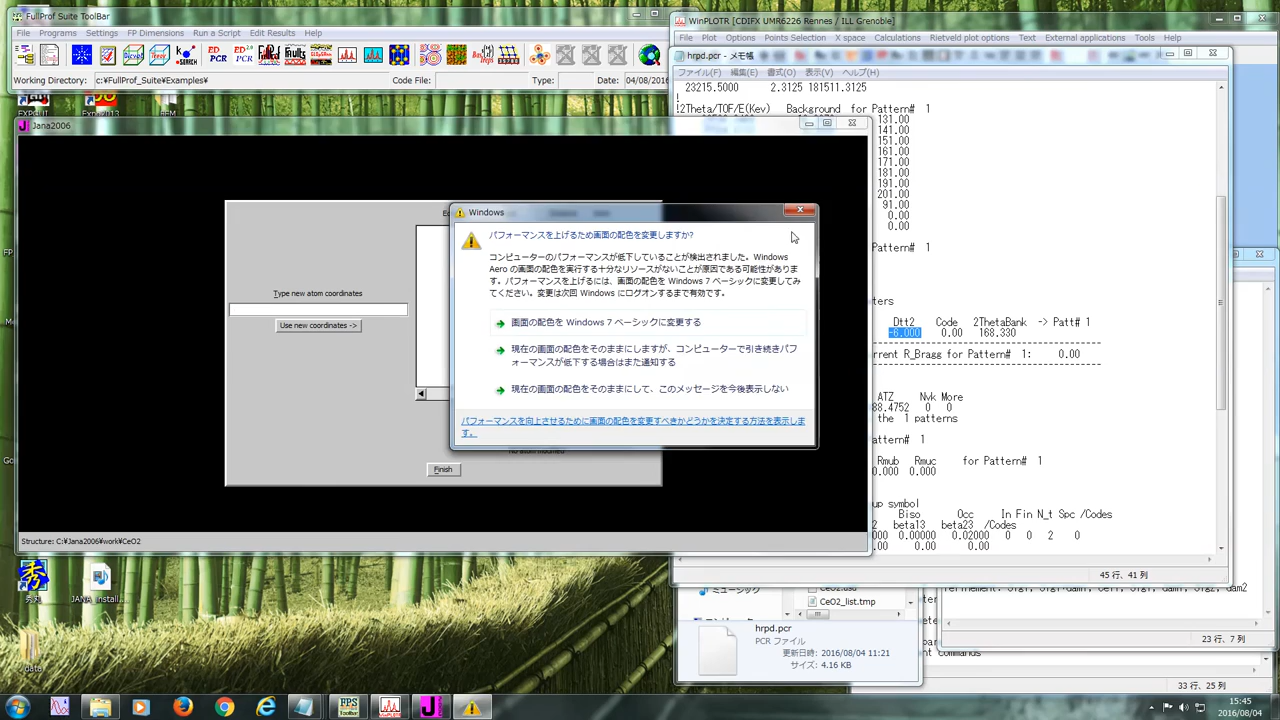 FullProf Suite ToolBar
File Programs Settings FP Dimensions Run a Script Edit Results Help
Working Directory: c:¥FullProf_Suite¥Examples¥ Code File: Type: Date: 04/08/2016
WinPLOTR [CDIFX UMR6226 Rennes / ILL Grenoble]
File Plot Options Points Selection X space Calculations Rietveld plot options Text External applications Tools Help
hrpd.pcr - メモ帳
ファイル(F) 編集(E) 書式(O) 表示(V) ヘルプ(H)
23215.5000 2.3125 181511.3125
!
!2Theta/TOF/E(Kev) Background for Pattern# 1
131.00
141.00
151.00
161.00
171.00
181.00
191.00
201.00
91.00
0.00
0.00
attern# 1
Dtt2 Code 2ThetaBank -> Patt# 1
-6.000 0.00 168.330
urrent R_Bragg for Pattern# 1: 0.00
ATZ Nvk More
88.4752 0 0
the 1 patterns
attern# 1
Rmub Rmuc for Pattern# 1
0.000 0.000
up symbol
Biso Occ In Fin N_t Spc /Codes
beta13 beta23 /Codes
000 0.00000 0.02000 0 0 2 0
0.00 0.00
45 行、41 列
Jana2006
Type new atom coordinates
Use new coordinates ->
Finish
Structure: C:¥Jana2006¥work¥CeO2
Windows
パフォーマンスを上げるため画面の配色を変更しますか?
コンピューターのパフォーマンスが低下していることが検出されました。Windows
Aero の画面の配色を実行する十分なリソースがないことが原因である可能性がありま
す。パフォーマンスを上げるには、画面の配色を Windows 7 ベーシックに変更してみ
てください。変更は次回 Windows にログオンするまで有効です。
画面の配色を Windows 7 ベーシックに変更する
現在の画面の配色をそのままにしますが、コンピューターで引き続きパフ
ォーマンスが低下する場合はまた通知する
現在の画面の配色をそのままにして、このメッセージを今後表示しない
パフォーマンスを向上させるために画面の配色を変更すべきかどうかを決定する方法を表示しま
す。
JANA_install...
data
ミュージック
CeO2_list.tmp
hrpd.pcr
PCR ファイル
更新日時: 2016/08/04 11:21
サイズ: 4.16 KB
23 行、7 列
33 行、25 列
15:45
2016/08/04